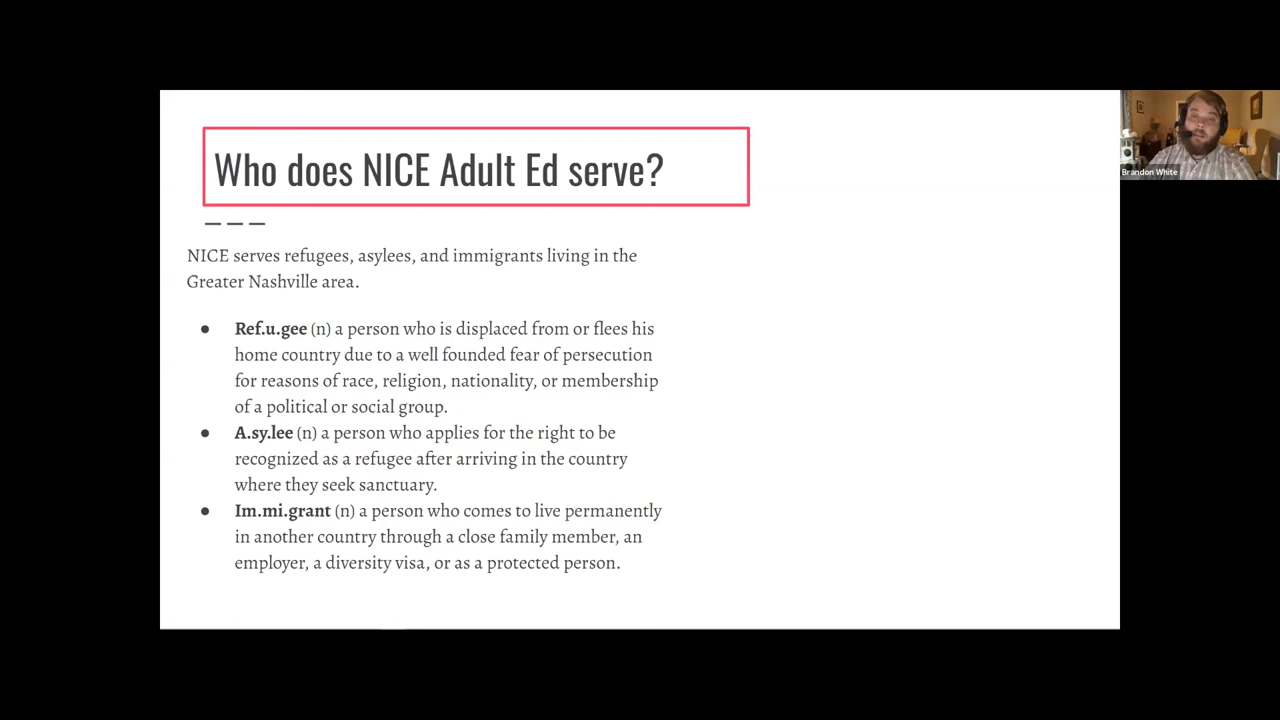 Who does NICE Adult Ed serve?
NICE serves refugees, asylees, and immigrants living in the
Greater Nashville area.
● Ref.u.gee (n) a person who is displaced from or flees his
home country due to a well founded fear of persecution
for reasons of race, religion, nationality, or membership
of a political or social group.
● A.sy.lee (n) a person who applies for the right to be
recognized as a refugee after arriving in the country
where they seek sanctuary.
● Im.mi.grant (n) a person who comes to live permanently
in another country through a close family member, an
employer, a diversity visa, or as a protected person.
Brandon White